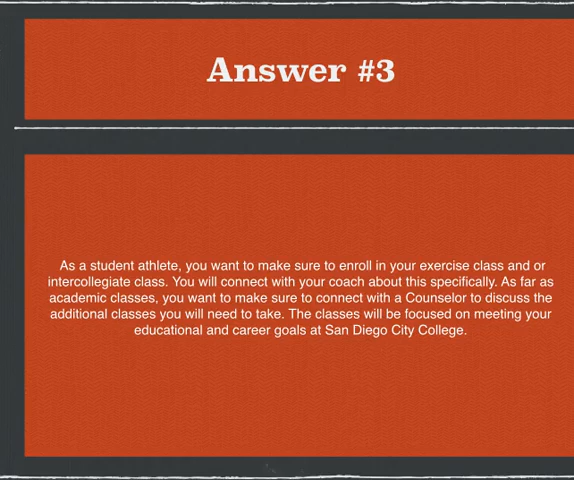 Answer #3
As a student athlete, you want to make sure to enroll in your exercise class and or
intercollegiate class. You will connect with your coach about this specifically. As far as
academic classes, you want to make sure to connect with a Counselor to discuss the
additional classes you will need to take. The classes will be focused on meeting your
educational and career goals at San Diego City College.